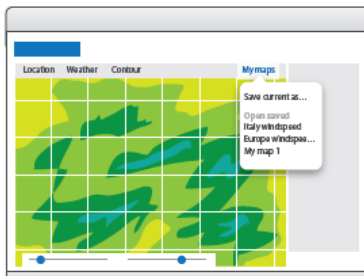 Location Weather Contour My maps
Save current as...
Open saved
Italy windspeed
Europe windspee...
My map 1